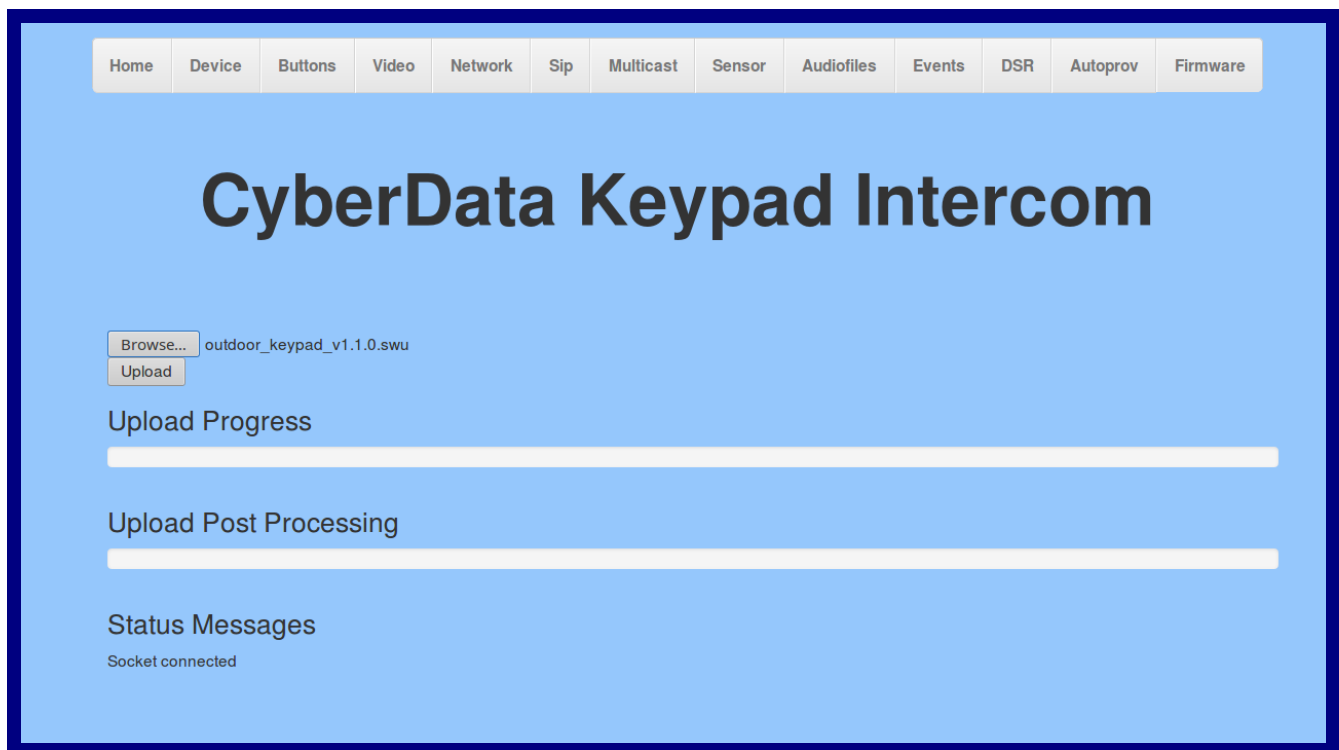 Home Device Buttons Video Network Sip Multicast Sensor Audiofiles Events DSR Autoprov Firmware
CyberData Keypad Intercom
Browse... outdoor_keypad_v1.1.0.swu
Upload
Upload Progress
Upload Post Processing
Status Messages
Socket connected